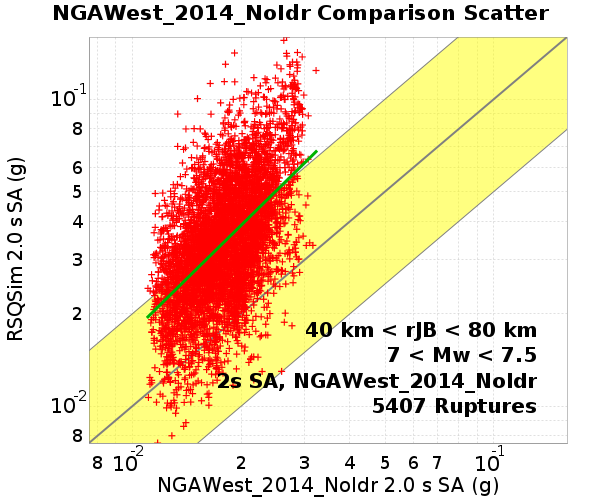 NGAWest_2014_NoIdr Comparison Scatter
RSQSim 2.0 s SA (g)
10-1
8
6
5
4
3
2
10-2
8
40 km < rJB < 80 km
7 < Mw < 7.5
2s SA, NGAWest_2014_NoIdr
5407 Ruptures
8 10-2 2 3 4 5 6 7 10-1
NGAWest_2014_NoIdr 2.0 s SA (g)